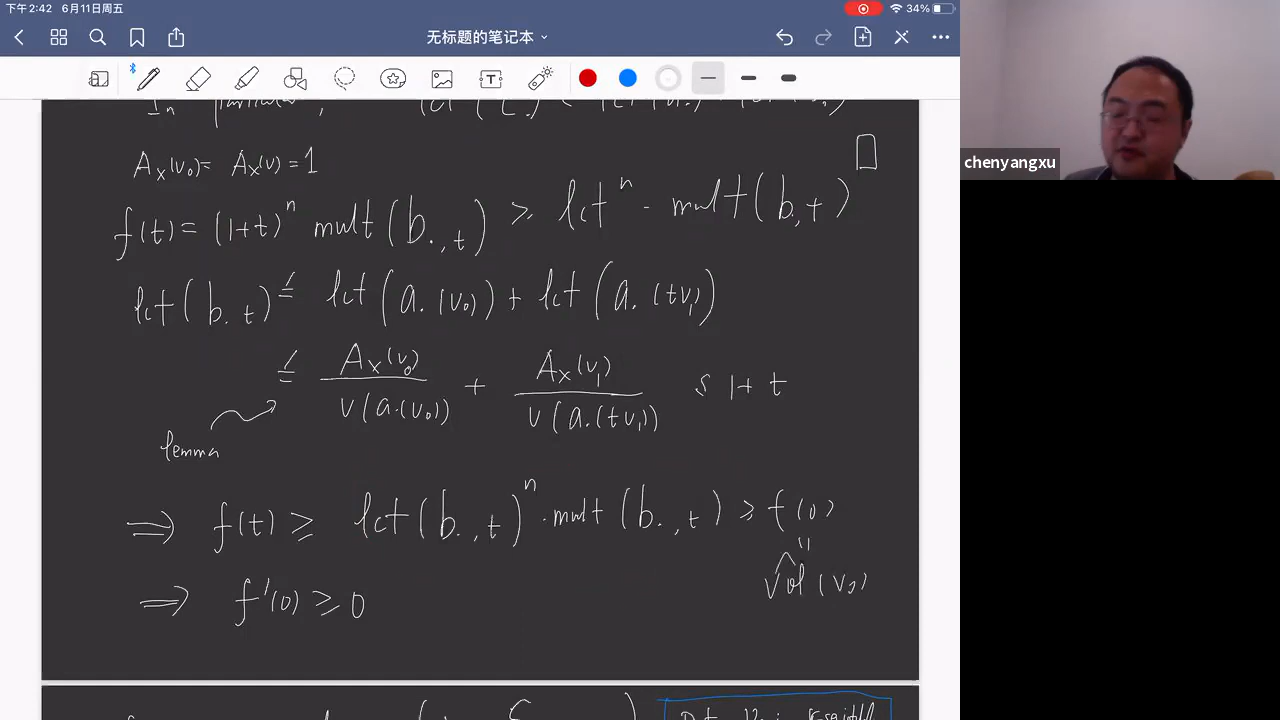 下午2:42 6月11日周五
34%
无标题的笔记本
In particular,
A_X(v_0) = A_X(v) = 1
f(t) = (1+t)^n mult(b_{•,t}) ≥ lct^n · mult(b_{•,t})
lct(b_{•,t}) ≤ lct(a_•(v_0)) + lct(a_•(tv_1))
≤ A_X(v_0) / v(a_•(v_0)) + A_X(v_1) / v(a_•(tv_1)) ≤ 1+t
lemma
⇒ f(t) ≥ lct(b_{•,t})^n · mult(b_{•,t}) ≥ f(0)
=
vol^(v_0)
⇒ f'(0) ≥ 0
chenyangxu